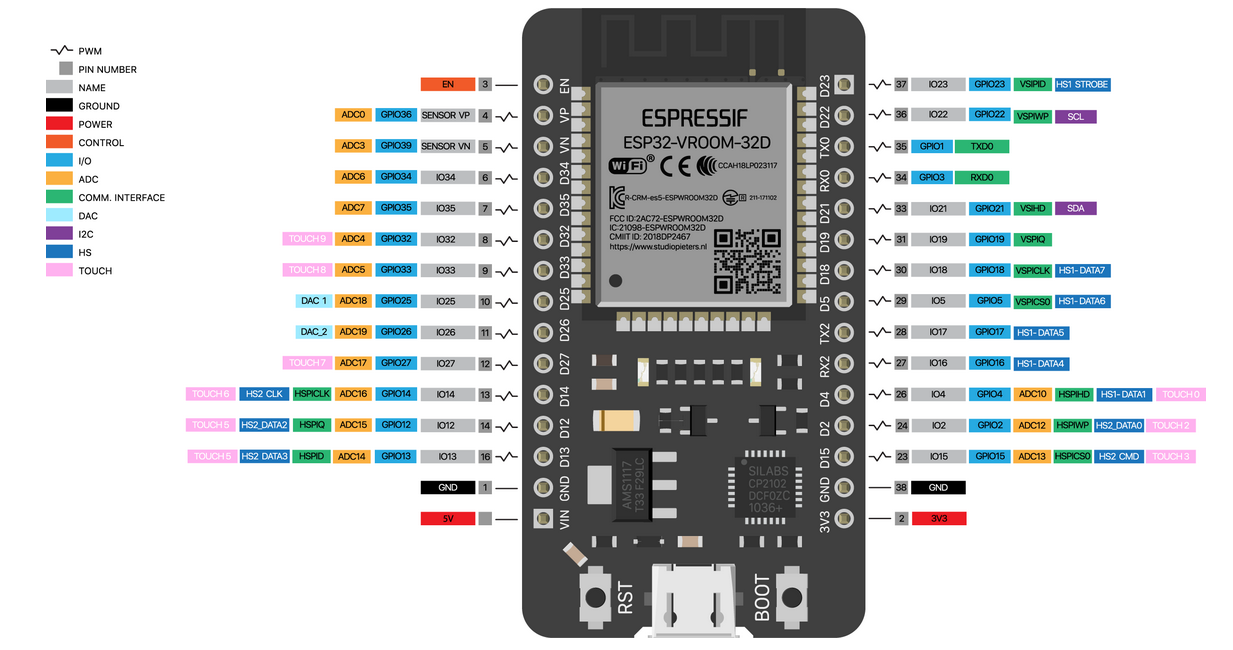 PWM
PIN NUMBER
NAME
GROUND
POWER
CONTROL
I/O
ADC
COMM. INTERFACE
DAC
I2C
HS
TOUCH
EN 3
ADC0 GPIO36 SENSOR VP 4
ADC3 GPIO39 SENSOR VN 5
ADC6 GPIO34 IO34 6
ADC7 GPIO35 IO35 7
TOUCH 9 ADC4 GPIO32 IO32 8
TOUCH 8 ADC5 GPIO33 IO33 9
DAC 1 ADC18 GPIO25 IO25 10
DAC_2 ADC19 GPIO26 IO26 11
TOUCH 7 ADC17 GPIO27 IO27 12
TOUCH 6 HS2 CLK HSPICLK ADC16 GPIO14 IO14 13
TOUCH 5 HS2_DATA2 HSPIQ ADC15 GPIO12 IO12 14
TOUCH 5 HS2 DATA3 HSPID ADC14 GPIO13 IO13 16
GND 1
5V
EN
VP
VN
D34
D35
D32
D33
D25
D26
D27
D14
D12
D13
GND
VIN
ESPRESSIF
ESP32-VROOM-32D
WiFi ® CE CCAH18LP023117
R-CRM-es5-ESPWROOM32D R 211-171102
FCC ID:2AC72-ESPWROOM32D
IC:21098-ESPWROOM32D
CMIIT ID: 2018DP2467
https://www.studiopieters.nl
AMS1117
T33 F29LC
SILABS
CP2102
DCF0ZC
1036+
RST
BOOT
D23
D22
TX0
RX0
D21
D19
D18
D5
TX2
RX2
D4
D2
D15
GND
3V3
37 IO23 GPIO23 VSIPID HS1 STROBE
36 IO22 GPIO22 VSPIWP SCL
35 GPIO1 TXD0
34 GPIO3 RXD0
33 IO21 GPIO21 VSIHD SDA
31 IO19 GPIO19 VSPIQ
30 IO18 GPIO18 VSPICLK HS1-DATA7
29 IO5 GPIO5 VSPICS0 HS1-DATA6
28 IO17 GPIO17 HS1-DATA5
27 IO16 GPIO16 HS1-DATA4
26 IO4 GPIO4 ADC10 HSPIHD HS1-DATA1 TOUCH 0
24 IO2 GPIO2 ADC12 HSPIWP HS2_DATA0 TOUCH 2
23 IO15 GPIO15 ADC13 HSPICS0 HS2 CMD TOUCH 3
38 GND
2 3V3